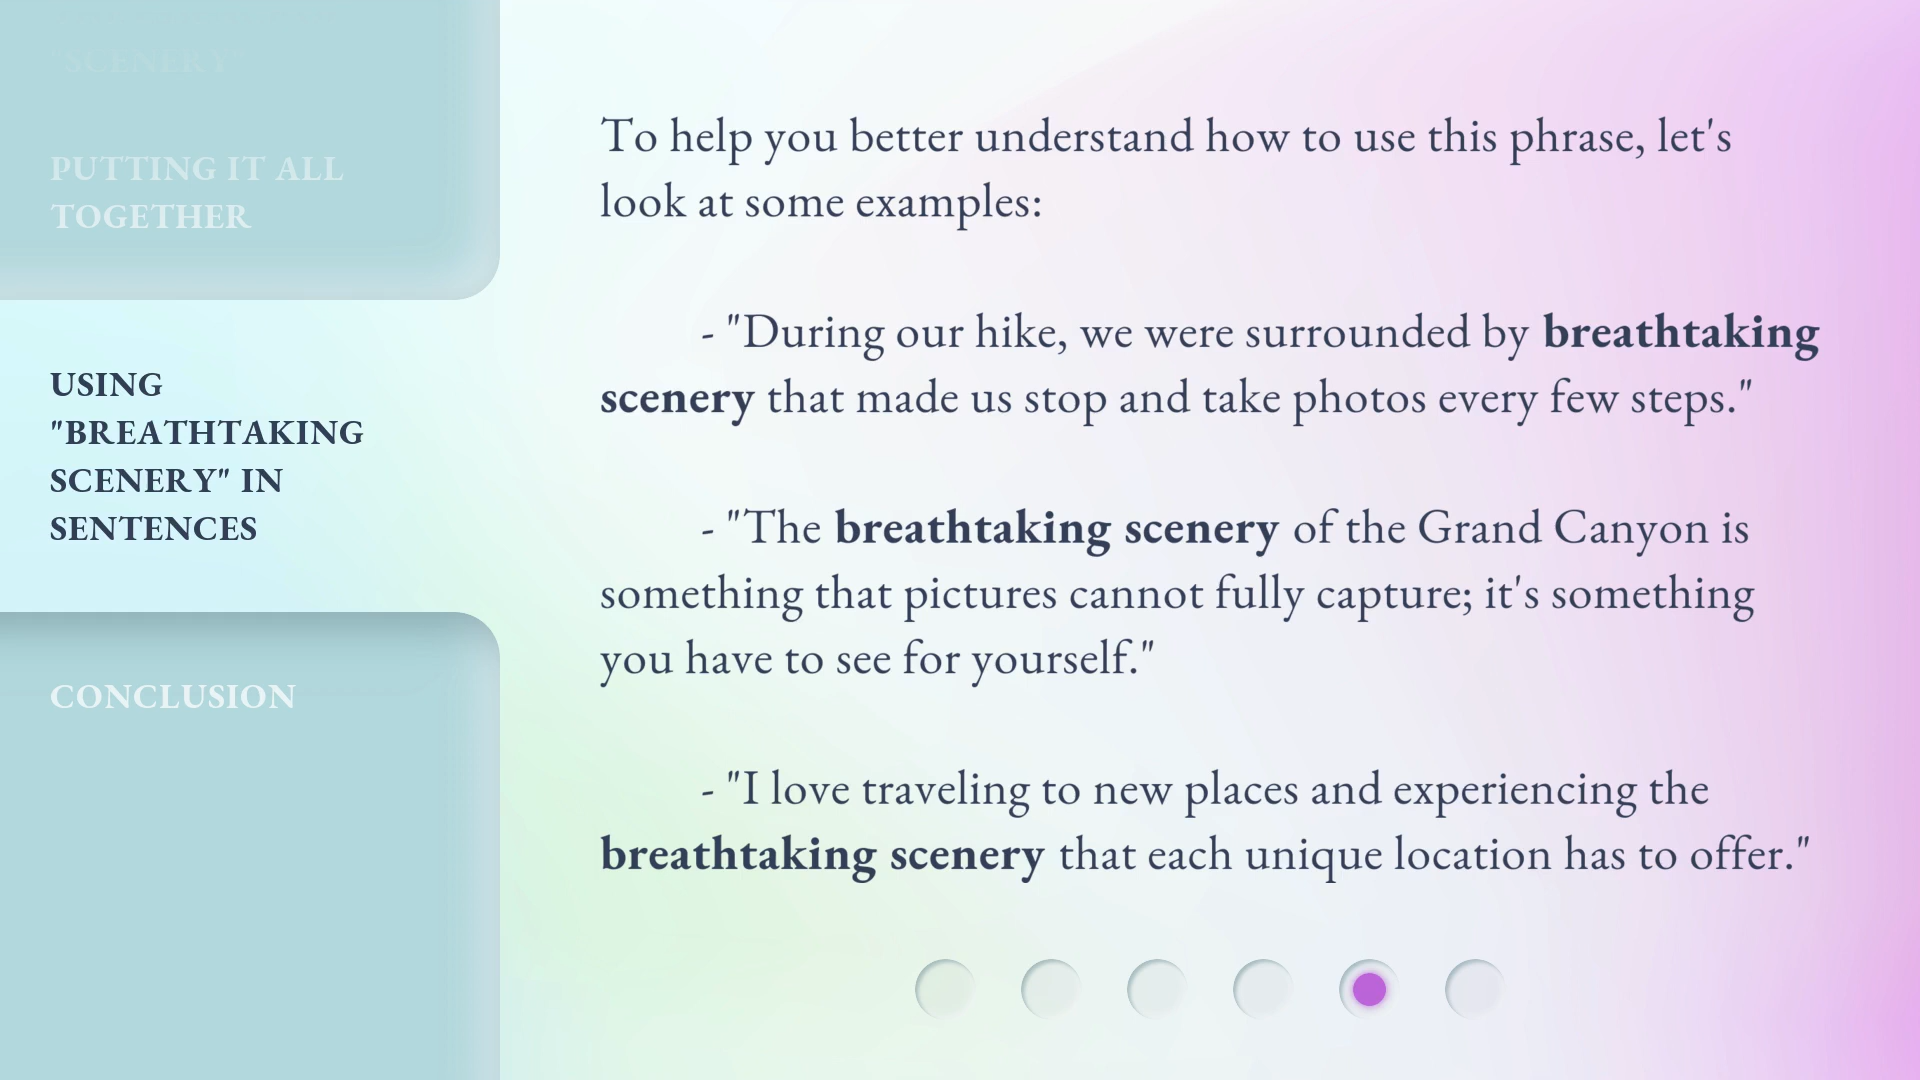 "SCENERY"
PUTTING IT ALL
TOGETHER
USING
"BREATHTAKING
SCENERY" IN
SENTENCES
CONCLUSION
To help you better understand how to use this phrase, let's
look at some examples:
- "During our hike, we were surrounded by breathtaking
scenery that made us stop and take photos every few steps."
- "The breathtaking scenery of the Grand Canyon is
something that pictures cannot fully capture; it's something
you have to see for yourself."
- "I love traveling to new places and experiencing the
breathtaking scenery that each unique location has to offer."